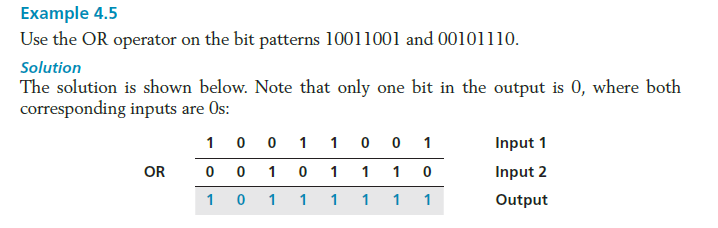 Example 4.5
Use the OR operator on the bit patterns 10011001 and 00101110.
Solution
The solution is shown below. Note that only one bit in the output is 0, where both
corresponding inputs are 0s:
1 0 0 1 1 0 0 1 Input 1
OR 0 0 1 0 1 1 1 0 Input 2
1 0 1 1 1 1 1 1 Output